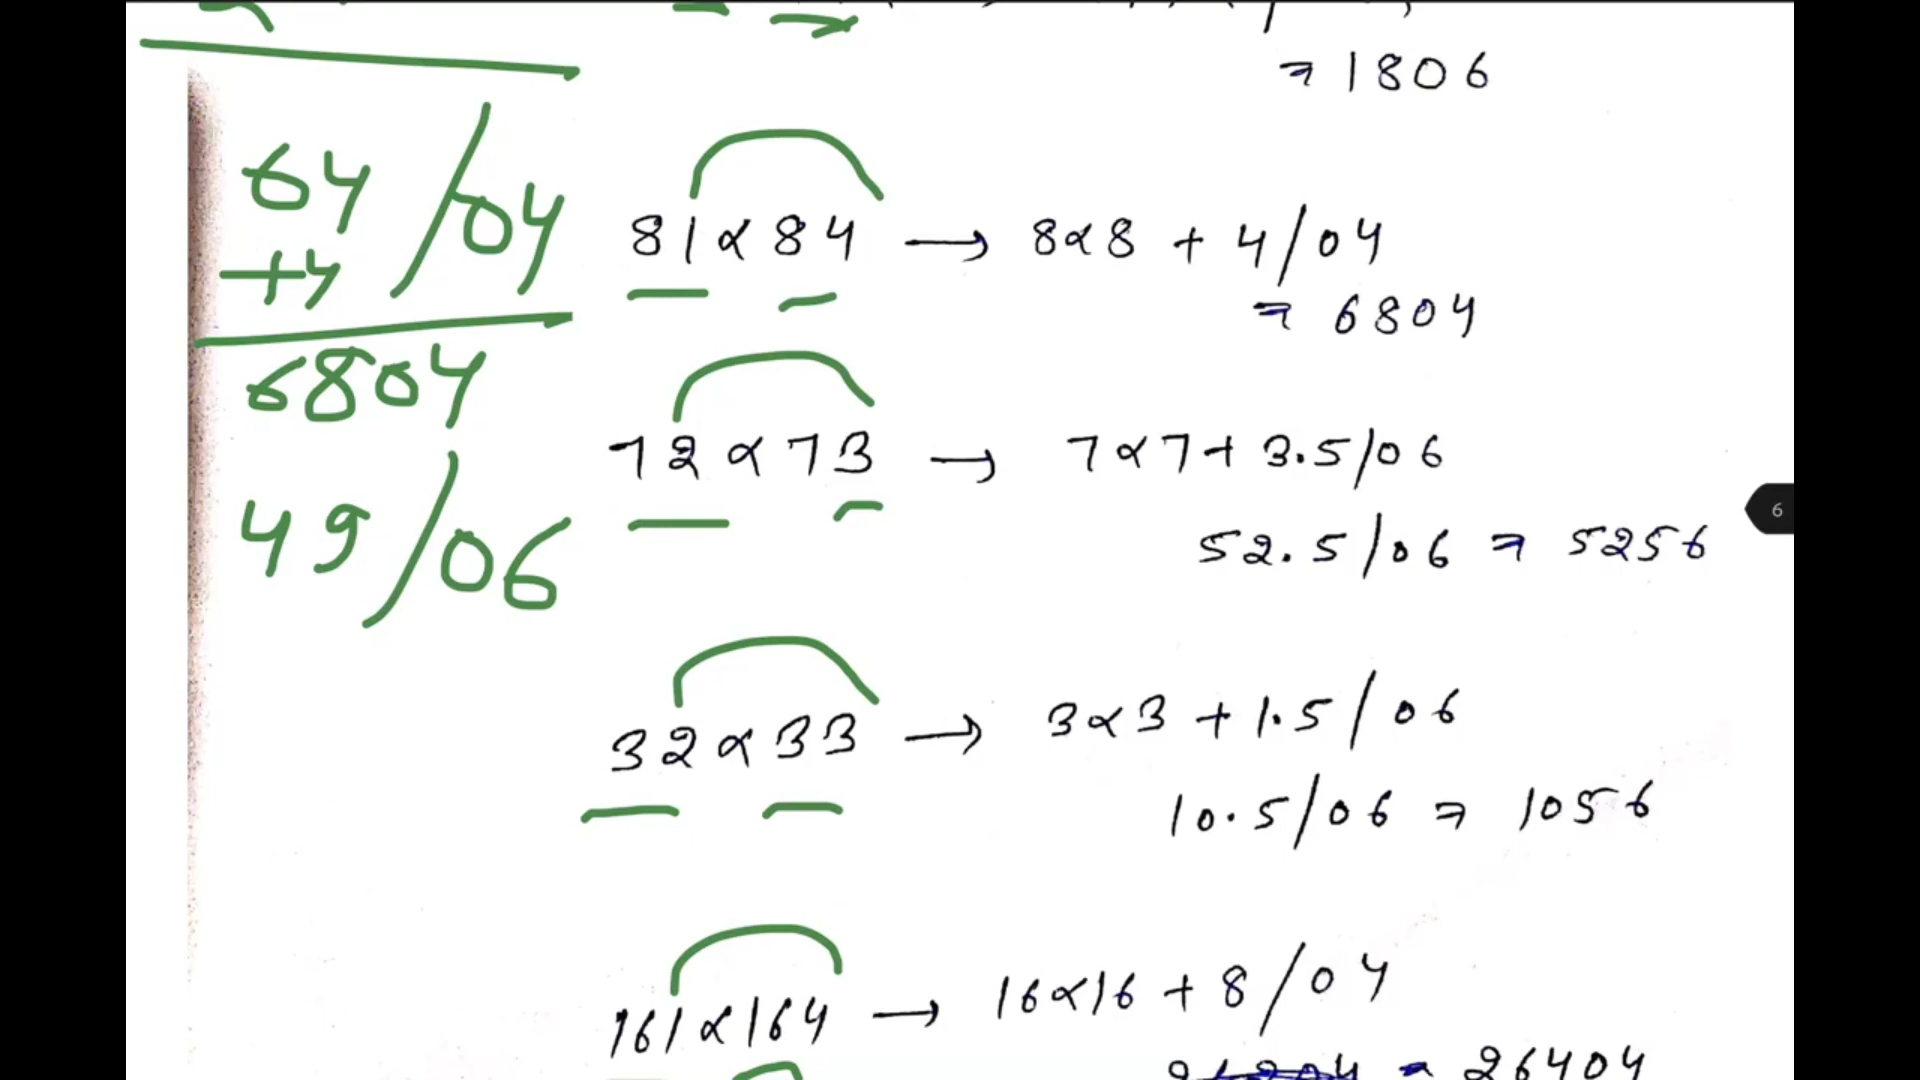 = 1806
64/04
+4
6804
81 × 84 → 8×8 + 4/04
= 6804
72 × 73 → 7×7 + 3.5/06
52.5/06 = 5256
49/06
32 × 33 → 3×3 + 1.5/06
10.5/06 = 1056
161 × 164 → 16×16 + 8/04
= 26404
6